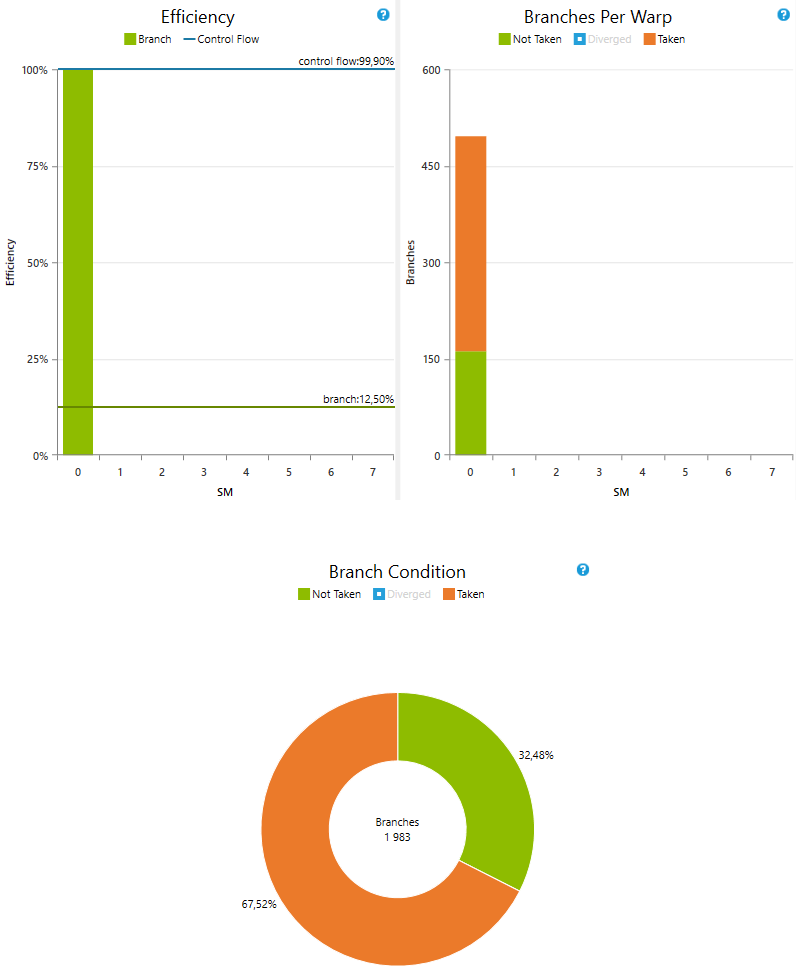 Efficiency
?
Branch Control Flow
control flow:99,90%
100%
75%
50%
25%
0%
branch:12,50%
Efficiency
0 1 2 3 4 5 6 7
SM
Branches Per Warp
?
Not Taken Diverged Taken
600
450
300
150
0
Branches
0 1 2 3 4 5 6 7
SM
Branch Condition
?
Not Taken Diverged Taken
32,48%
Branches
1 983
67,52%